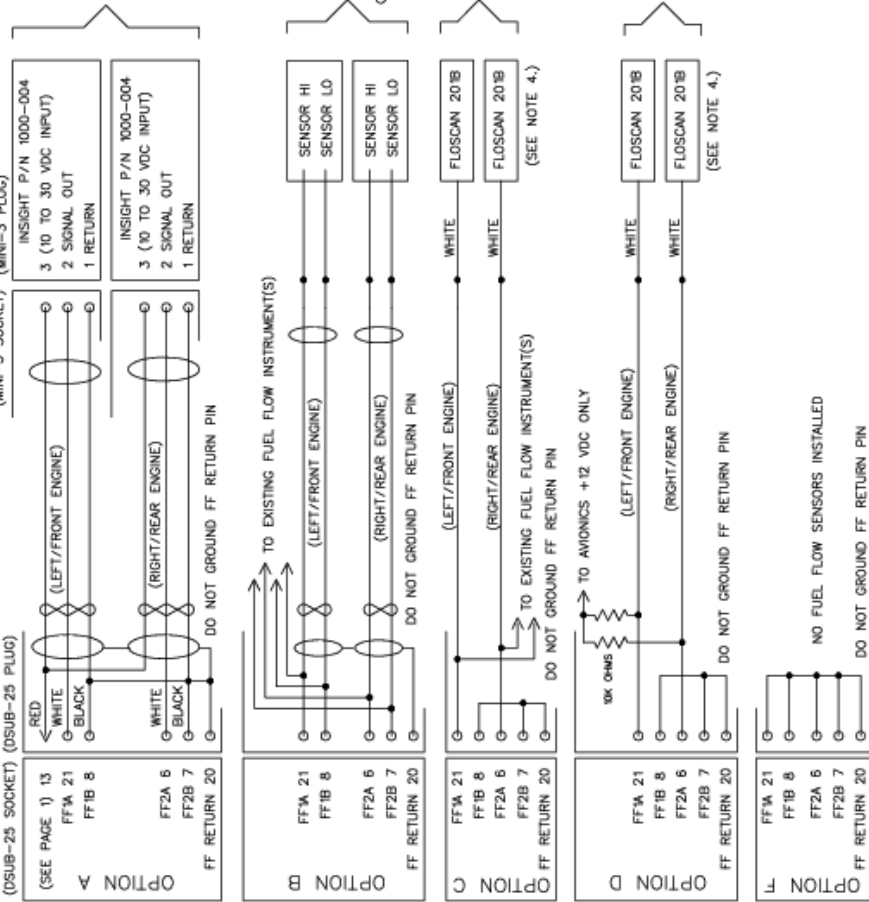 (DSUB-25 SOCKET) (DSUB-25 PLUG)
(MINI-3 PLUG)
OPTION A
(SEE PAGE 1) 13
FF1A 21
FF1B 8
FF2A 6
FF2B 7
FF RETURN 20
RED
WHITE
BLACK
WHITE
BLACK
(LEFT/FRONT ENGINE)
(RIGHT/REAR ENGINE)
DO NOT GROUND FF RETURN PIN
INSIGHT P/N 1000-004
3 (10 TO 30 VDC INPUT)
2 SIGNAL OUT
1 RETURN
INSIGHT P/N 1000-004
3 (10 TO 30 VDC INPUT)
2 SIGNAL OUT
1 RETURN
OPTION B
FF1A 21
FF1B 8
FF2A 6
FF2B 7
FF RETURN 20
TO EXISTING FUEL FLOW INSTRUMENT(S)
(LEFT/FRONT ENGINE)
(RIGHT/REAR ENGINE)
DO NOT GROUND FF RETURN PIN
SENSOR HI
SENSOR LO
SENSOR HI
SENSOR LO
OPTION C
FF1A 21
FF1B 8
FF2A 6
FF2B 7
FF RETURN 20
(LEFT/FRONT ENGINE)
(RIGHT/REAR ENGINE)
TO EXISTING FUEL FLOW INSTRUMENT(S)
DO NOT GROUND FF RETURN PIN
WHITE
WHITE
FLOSCAN 201B
FLOSCAN 201B
(SEE NOTE 4.)
OPTION D
FF1A 21
FF1B 8
FF2A 6
FF2B 7
FF RETURN 20
10K OHMS
TO AVIONICS +12 VDC ONLY
(LEFT/FRONT ENGINE)
(RIGHT/REAR ENGINE)
DO NOT GROUND FF RETURN PIN
WHITE
WHITE
FLOSCAN 201B
FLOSCAN 201B
(SEE NOTE 4.)
OPTION F
FF1A 21
FF1B 8
FF2A 6
FF2B 7
FF RETURN 20
NO FUEL FLOW SENSORS INSTALLED
DO NOT GROUND FF RETURN PIN